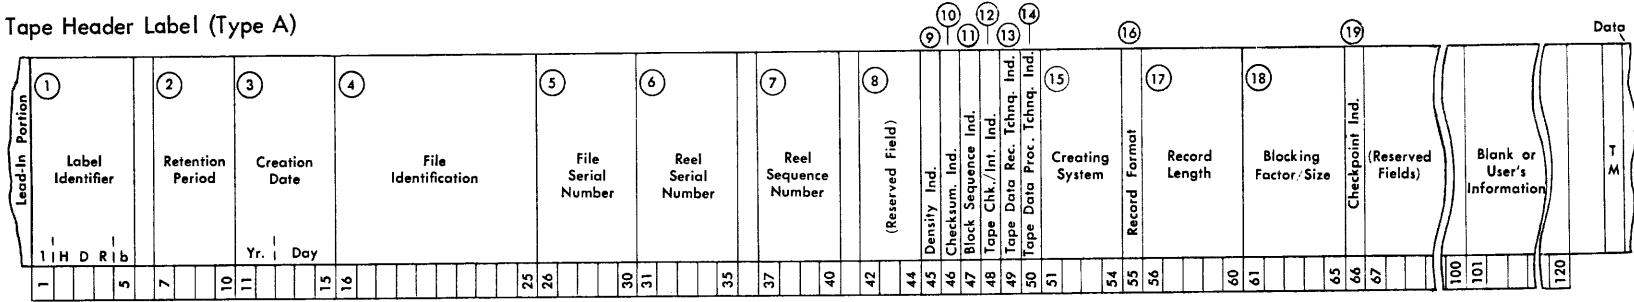 Tape Header Label (Type A)
Data
Lead-In Portion
1
Label
Identifier
1 H D R b
2
Retention
Period
3
Creation
Date
Yr. Day
4
File
Identification
5
File
Serial
Number
6
Reel
Serial
Number
7
Reel
Sequence
Number
8
(Reserved Field)
9
Density Ind.
10
Checksum. Ind.
11
Block Sequence Ind.
12
Tape Chk./Int. Ind.
13
Tape Data Rec. Tchnq. Ind.
14
Tape Data Proc. Tchnq. Ind.
15
Creating
System
16
Record Format
17
Record
Length
18
Blocking
Factor/Size
19
Checkpoint Ind.
(Reserved
Fields)
Blank or
User's
Information
T
M
1 5 7 10 11 15 16 25 26 30 31 35 37 40 42 44 45 46 47 48 49 50 51 54 55 56 60 61 65 66 67 100 101 120